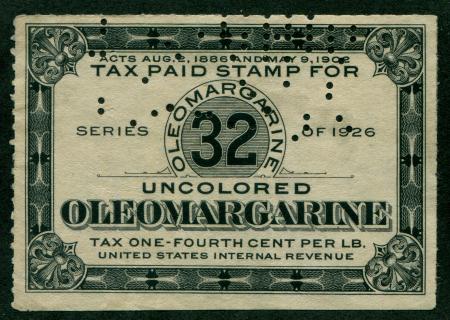 ACTS AUG. 2, 1886 AND MAY 9, 1902
TAX PAID STAMP FOR
OLEOMARGARINE
SERIES 32 OF 1926
UNCOLORED
OLEOMARGARINE
TAX ONE-FOURTH CENT PER LB.
UNITED STATES INTERNAL REVENUE